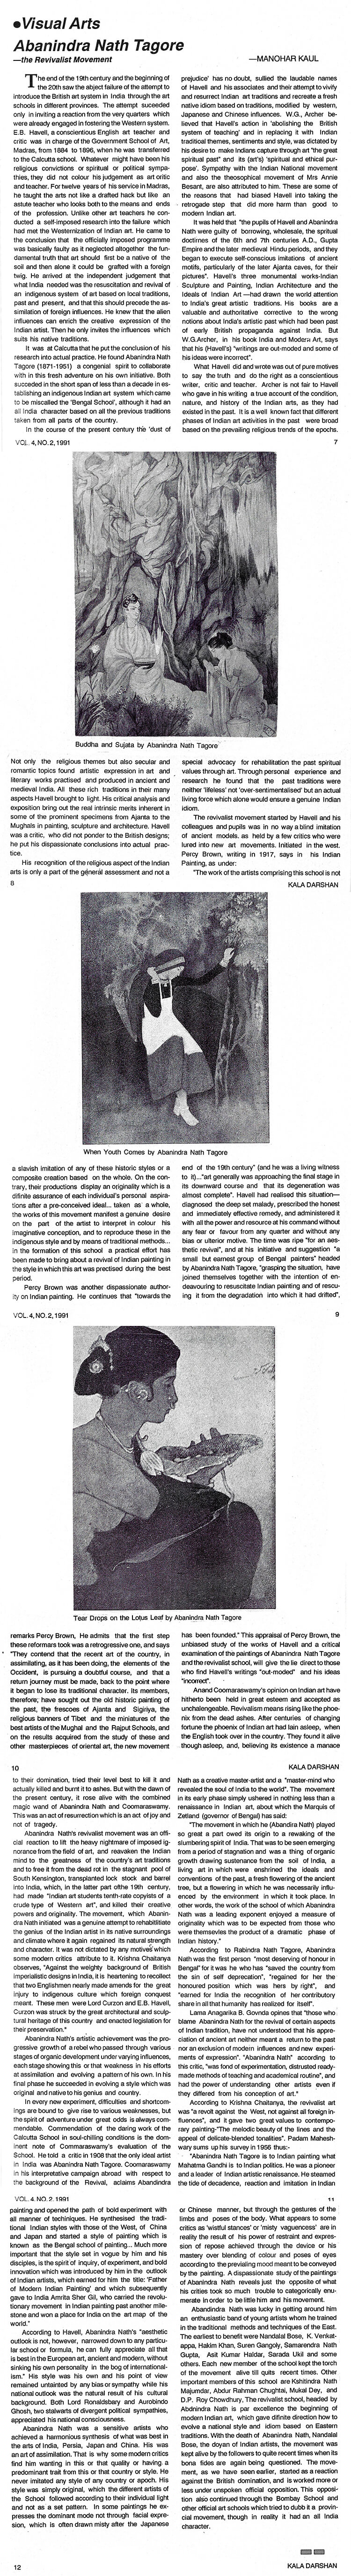 ●Visual Arts
Abanindra Nath Tagore
—the Revivalist Movement
—MANOHAR KAUL
The end of the 19th century and the beginning of
the 20th saw the abject failure of the attempt to
introduce the British art system in India through the art
schools in different provinces. The attempt suceeded
only in inviting a reaction from the very quarters which
were already engaged in fostering the Western system.
E.B. Havell, a conscientious English art teacher and
critic was in charge of the Government School of Art,
Madras, from 1884 to 1896, when he was transferred
to the Calcutta school. Whatever might have been his
religious convictions or spiritual or political sympa-
thies, they did not colour his judgement as an art critic
and teacher. For twelve years of his service in Madras,
he taught the arts not like a drafted hack but like an
astute teacher who looks both to the means and ends
of the profession. Unlike other art teachers he con-
ducted a self-imposed research into the failure which
had met the Westernization of Indian art. He came to
the conclusion that the officially imposed programme
was basically faulty as it neglected altogether the fun-
damental truth that art should first be a native of the
soil and then alone it could be grafted with a foreign
twig. He arrived at the independent judgement that
what India needed was the resuscitation and revival of
an indigenous system of art based on local traditions,
past and present, and that this should precede the as-
similation of foreign influences. He knew that the alien
influences can enrich the creative expression of the
Indian artist. Then he only invites the influences which
suits his native traditions.
It was at Calcutta that he put the conclusion of his
research into actual practice. He found Abanindra Nath
Tagore (1871-1951) a congenial spirit to collaborate
with in this fresh adventure on his own initiative. Both
succeded in the short span of less than a decade in es-
tablishing an indigenous Indian art system which came
to be miscalled the 'Bengal School', although it had an
all India character based on all the previous traditions
taken from all parts of the country.
In the course of the present century this 'dust of
prejudice' has no doubt, sullied the laudable names
of Havell and his associates and their attempt to vivify
and resurrect Indian art traditions and recreate a fresh
native idiom based on traditions, modified by western,
Japanese and Chinese influences. W.G., Archer be-
lieved that Havell's action in 'abolishing the British
system of teaching' and in replacing it with Indian
traditional themes, sentiments and style, was dictated by
his desire to make Indians capture through art "the great
spiritual past" and its (art's) 'spiritual and ethical pur-
pose'. Sympathy with the Indian National movement
and also the theosophical movement of Mrs Annie
Besant, are also attributed to him. These are some of
the reasons that had biased Havell into taking the
retrogade step that did more harm than good to
modern Indian art.
It was held that "the pupils of Havell and Abanindra
Nath were guilty of borrowing, wholesale, the spiritual
doctrines of the 6th and 7th centuries A.D., Gupta
Empire and the later medieval Hindu periods, and they
began to execute self-conscious imitations of ancient
motifs, particularly of the later Ajanta caves, for their
pictures". Havell's three monumental works-Indian
Sculpture and Painting, Indian Architecture and the
Ideals of Indian Art —had drawn the world attention
to India's great artistic traditions. His books are a
valuable and authoritative corrective to the wrong
notions about India's artistic past which had been past
of early British propaganda against India. But
W.G.Archer, in his book India and Modern Art, says
that his (Havell's) "writings are out-moded and some of
his ideas were incorrect".
What Havell did and wrote was out of pure motives
to say the truth and do the right as a conscientious
writer, critic and teacher. Archer is not fair to Havell
who gave in his writing a true account of the condition,
nature, and history of the Indian arts, as they had
existed in the past. It is a well known fact that different
phases of Indian art activities in the past were broad
based on the prevailing religious trends of the epochs.
VOL. 4, NO. 2, 1991
7
Buddha and Sujata by Abanindra Nath Tagore
Not only the religious themes but also secular and
romantic topics found artistic expression in art and
literary works practised and produced in ancient and
medieval India. All these rich traditions in their many
aspects Havell brought to light. His critical analysis and
exposition bring out the real intrinsic merits inherent in
some of the prominent specimens from Ajanta to the
Mughals in painting, sculpture and architecture. Havell
was a critic, who did not ponder to the British designs;
he put his dispassionate conclusions into actual prac-
tice.
His recognition of the religious aspect of the Indian
arts is only a part of the general assessment and not a
special advocacy for rehabilitation the past spiritual
values through art. Through personal experience and
research he found that the past traditions were
neither 'lifeless' not 'over-sentimentalised' but an actual
living force which alone would ensure a genuine Indian
idiom.
The revivalist movement started by Havell and his
colleagues and pupils was in no way a blind imitation
of ancient models, as held by a few critics who were
lured into new art movements. Initiated in the west.
Percy Brown, writing in 1917, says in his Indian
Painting, as under:
"The work of the artists comprising this school is not
8
KALA DARSHAN
When Youth Comes by Abanindra Nath Tagore
a slavish imitation of any of these historic styles or a
composite creation based on the whole. On the con-
trary, their productions display an originality which is a
difinite assurance of each individual's personal aspira-
tions after a pre-conceived ideal... taken as a whole,
the works of this movement manifest a genuine desire
on the part of the artist to interpret in colour his
imaginative conception, and to reproduce these in the
indigenous style and by means of traditional methods...
in the formation of this school a practical effort has
been made to bring about a revival of Indian painting in
the style in which this art was practised during the best
period.
Percy Brown was another dispassionate author-
ity on Indian painting. He continues that "towards the
end of the 19th century" (and he was a living witness
to it)..."art generally was approaching the final stage in
its downward course and that its degeneration was
almost complete". Havell had realised this situation—
diagnosed the deep set malady, prescribed the honest
and immediately effective remedy, and administered it
with all the power and resource at his command without
any fear or favour from any quarter and without any
bias or ulterior motive. The time was ripe "for an aes-
thetic revival", and at his initiative and suggestion "a
small but earnest group of Bengal painters" headed
by Abanindra Nath Tagore, "grasping the situation, have
joined themselves together with the intention of en-
deavouring to resuscitate Indian painting and of rescu-
ing it from the degradation into which it had drifted",
VOL. 4, NO. 2, 1991
9
Tear Drops on the Lotus Leaf by Abanindra Nath Tagore
remarks Percy Brown, He admits that the first step
these reformars took was a retrogressive one, and says
"They contend that the recent art of the country, in
assimilating, as it has been doing, the elements of the
Occident, is pursuing a doubtful course, and that a
return journey must be made, back to the point where
it began to lose its traditional character. Its members,
therefore; have sought out the old historic painting of
the past, the frescoes of Ajanta and Sigiriya, the
religious banners of Tibet and the miniatures of the
best artists of the Mughal and the Rajput Schools, and
on the results acquired from the study of these and
other masterpieces of oriental art, the new movement
has been founded." This appraisal of Percy Brown, the
unbiased study of the works of Havell and a critical
examination of the paintings of Abanindra Nath Tagore
and the revivalist school, will give the lie direct to those
who find Havell's writings "out-moded" and his ideas
"incorrect".
Anand Coomaraswamy's opinion on Indian art have
hitherto been held in great esteem and accepted as
unchallengeable. Revivalism means rising like the phoe-
nix from the dead ashes. After centuries of changing
fortune the phoenix of Indian art had lain asleep, when
the English took over in the country. They found it alive
though asleep, and, believing its existence a manace
10
KALA DARSHAN
to their domination, tried their level best to kill it and
actually killed and burnt it to ashes. But with the dawn of
the present century, it rose alive with the combined
magic wand of Abanindra Nath and Coomaraswamy.
This was an act of resurrection which is an act of joy and
not of tragedy.
Abanindra Nath's revivalist movement was an offi-
cial reaction to lift the heavy nightmare of imposed ig-
norance from the field of art, and reawaken the Indian
mind to the greatness of the country's art traditions
and to free it from the dead rot in the stagnant pool of
South Kensington, transplanted lock stock and barrel
into India, which, in the latter part of the 19th century,
had made "Indian art students tenth-rate copyists of a
crude type of Western art", and killed their creative
powers and originality. The movement, which Abanin-
dra Nath initiated was a genuine attempt to rehabilitate
the genius of the Indian artist in its native surroundings
and climate where it again regained its natural strength
and character. It was not dictated by any motives which
some modern critics attribute to it. Krishna Chaitanya
observes, "Against the weighty background of British
imperialistic designs in India, it is heartening to recollect
that two Englishmen nearly made amends for the great
injury to indigenous culture which foreign conquest
meant. These men were Lord Curzon and E.B. Havell,
Curzon was struck by the great architectural and sculp-
tural heritage of this country and enacted legislation for
their preservation."
Abanindra Nath's artistic achievement was the pro-
gressive growth of a rebel who passed through various
stages of organic development under varying influences,
each stage showing this or that weakness in his efforts
at assimilation and evolving a pattern of his own. In his
final phase he succeeded in evolving a style which was
original and native to his genius and country.
In every new experiment, difficulties and shortcom-
ings are bound to give rise to various responses, but
the spirit of adventure under great odds is always com-
mendable. Commendation of the daring work of the
Calcutta School in soul-chilling conditions is the dom-
inent note of Commaraswamy's evaluation of the
School. He told a critic in 1908 that the only ideal artist
in India was Abanindra Nath Tagore. Coomaraswamy
in his interpretative campaign abroad with respect to
the background of the Revical, aclaims Abanindra
Nath as a creative master-artist and a "master-mind who
revealed the soul of India to the world". The movement
in its early phase simply ushered in nothing less than a
renaissance in Indian art, about which the Marquis of
Zetland (governor of Bengal) has said:
"The movement in which he (Abanindra Nath) played
so great a part owed its origin to a rewaking of the
slumbering spirit of India. That was to be seen emerging
from a period of stagnation and was a thing of organic
growth drawing sustenance from the soil of India, a
living art in which were enshrined the ideals and
conventions of the past, a fresh flowering of the ancient
tree, but a flowering in which he was necessarily influ-
enced by the environment in which it took place. In
other words, the work of the school of which Abanindra
Nath was a leading exponent enjoyed a measure of
originality which was to be expected from those who
were themselves the product of a dramatic phase of
Indian history."
According to Rabindra Nath Tagore, Abanindra
Nath was the first person "most deserving of honour in
Bengal" for it was he who has "saved the country from
the sin of self depreciation", "regained for her the
honoured position which was hers by right", and
"earned for India the recognition of her contributory
share in all that humanity has realized for itself".
Lama Anagarika B. Govnda opines that "those who
blame Abanindra Nath for the revival of certain aspects
of Indian tradition, have not understood that his appre-
ciation of ancient art neither meant a return to the past
nor an exclusion of modern influences and new experi-
ments of expression". "Abanindra Nath" according to
this critic, "was fond of experimentation, distrusted ready-
made methods of teaching and academical routine", and
had the power of understanding other artists even if
they differed from his conception of art."
According to Krishna Chaitanya, the revivalist art
was "a revolt against the West, not against all foreign in-
fluences", and it gave two great values to contempo-
rary painting-"The melodic beauty of the lines and the
appeal of delicate-blended tonalities". Padam Mahesh-
wary sums up his survey in 1956 thus:-
"Abanindra Nath Tagore is to Indian painting what
Mahatma Gandhi is to Indian politics. He was a pioneer
and a leader of Indian artistic renaissance. He steamed
the tide of decadence, reaction and imitation in Indian
VOL. 4, NO. 2, 1991
11
painting and opened the path of bold experiment with
all manner of techniques. He synthesised the tradi-
tional Indian styles with those of the West, of China
and Japan and started a style of painting which is
known as the Bengal school of painting... Much more
important that the style set in vogue by him and his
disciples, is the spirit of inquiry, of experiment, and bold
innovation which was introduced by him in the outlook
of Indian artists, which earned for him the title: 'Father
of Modern Indian Painting' and which subsequently
gave to India Amrita Sher Gil, who carried the revolu-
tionary movement in Indian painting past another mile-
stone and won a place for India on the art map of the
world."
According to Havell, Abanindra Nath's "aesthetic
outlook is not, however, narrowed down to any particu-
lar school or formula, he can fully appreciate all that
is best in the European art, ancient and modern, without
sinking his own personality in the bog of international-
ism." His style was his own and his point of view
remained untainted by any bias or sympathy while his
national outlook was the natural result of his cultural
background. Both Lord Ronaldsbary and Aurobindo
Ghosh, two stalwarts of divergent political sympathies,
appreciated his national consciousness.
Abanindra Nath was a sensitive artists who
achieved a harmonious synthesis of what was best in
the arts of India, Persia, Japan and China. His was
an art of assimilation. That is why some modern critics
find him wanting in this or that quality or having a
predominant trait from this or that country or style. He
never imitated any style of any country or epoch. His
style was simply original, which the different artists of
the School followed according to their individual light
and not as a set pattern. In some paintings he ex-
presses the dominant mode not through facial expre-
sion, which is often drawn misty after the Japanese
or Chinese manner, but through the gestures of the
limbs and poses of the body. What appears to some
critics as 'wistful stances' or 'misty vagueness' are in
reality the result of his power of restraint and expres-
sion of repose achieved through the device or his
mastery over blending of colour and poses of eyes
according to the prevailing mood meant to be conveyed
by the painting. A dispassionate study of the paintings
of Abanindra Nath reveals just the opposite of what
his critics took so much trouble to categorically enu-
merate in order to be little him and his movement.
Abanindra Nath was lucky in getting around him
an enthusiastic band of young artists whom he trained
in the traditional methods and techniques of the East.
The earliest to benefit were Nandalal Bose, K. Venkat-
appa, Hakim Khan, Suren Gangoly, Samarendra Nath
Gupta, Asit Kumar Haldar, Sarada Ukil and some
others. Each new member of the school kept the torch
of the movement alive till quits recent times. Other
important members of this school are Kshitindra Nath
Majumdar, Abdur Rahman Chughtai, Mukal Dey, and
D.P. Roy Chowdhury, The revivalist school, headed by
Abdnindra Nath is par excellence the beginning of
modern Indian art, which gave difinite direction how to
evolve a national style and idiom based on Eastern
traditions. With the death of Abanindra Nath, Nandalal
Bose, the doyan of Indian artists, the movement was
kept alive by the followers to quite recent times when its
bona fides are again being questioned. The move-
ment, as we have seen earlier, started as a reaction
against the British domination, and is worked more or
less under unspoken official opposition. This opposi-
tion also continued through the Bombay School and
other official art schools which tried to dubb it a provin-
cial movement, though in reality it had an all India
character.
12
KALA DARSHAN